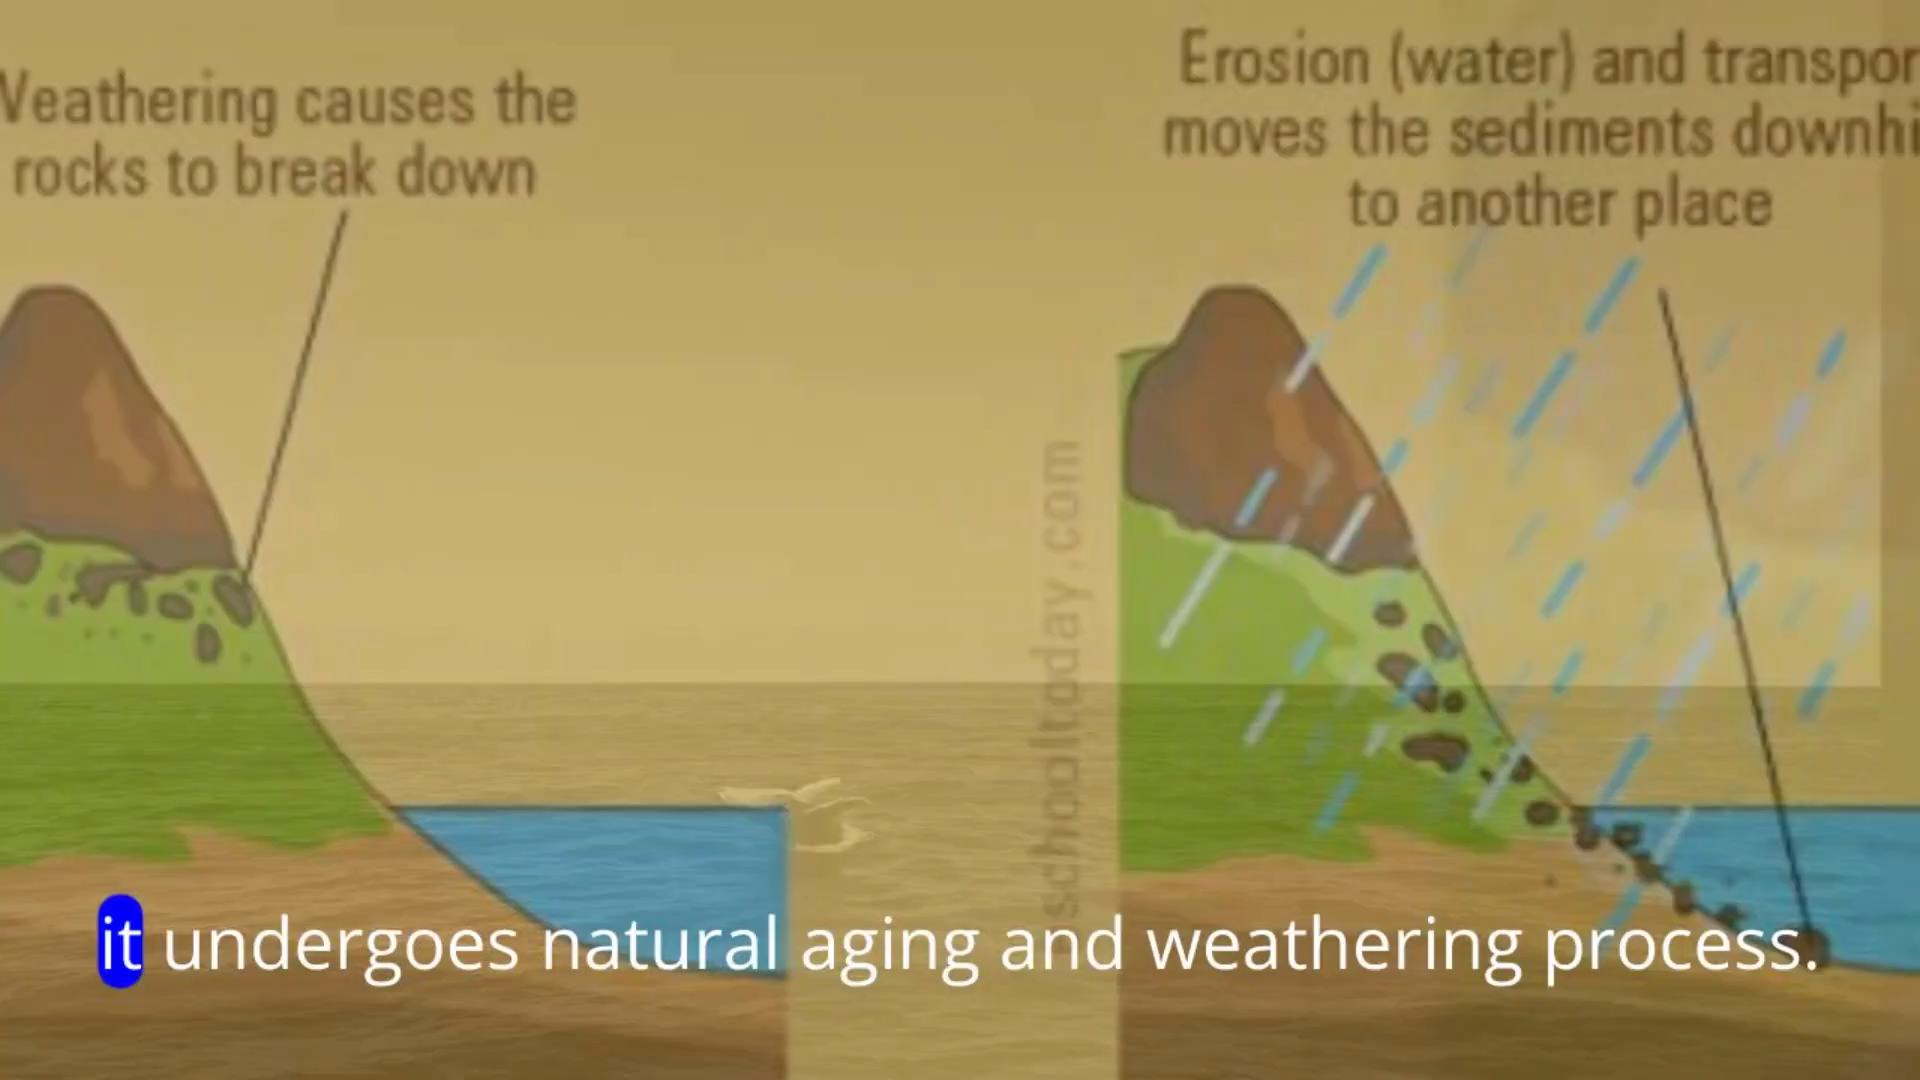 Weathering causes the
rocks to break down
Erosion (water) and transpor
moves the sediments downhi
to another place
schooltoday.com
it undergoes natural aging and weathering process.